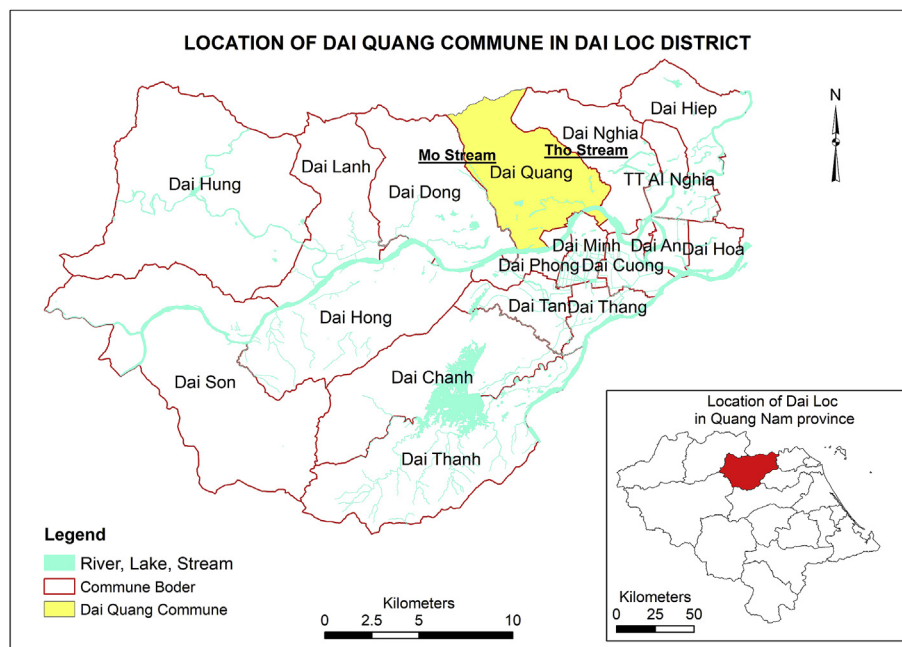 LOCATION OF DAI QUANG COMMUNE IN DAI LOC DISTRICT
N
Dai Hiep
Dai Nghia
Mo Stream
Tho Stream
Dai Lanh
Dai Quang
Dai Hung
Dai Dong
TT AI Nghia
Dai Minh
Dai An
Dai Hoa
Dai Phong
Dai Cuong
Dai Tan
Dai Thang
Dai Hong
Dai Son
Dai Chanh
Dai Thanh
Location of Dai Loc
in Quang Nam province
Kilometers
0 25 50
Legend
River, Lake, Stream
Commune Boder
Dai Quang Commune
Kilometers
0 2.5 5 10